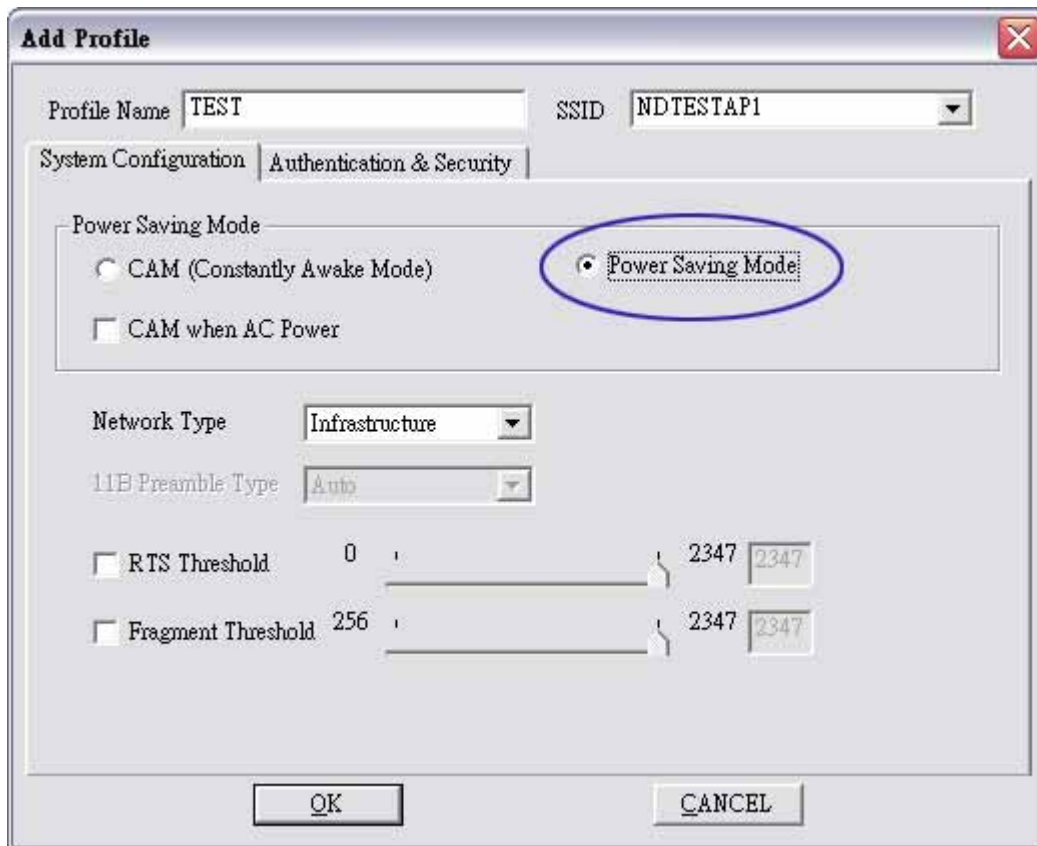 Add Profile
Profile Name TEST SSID NDTESTAP1
System Configuration Authentication & Security
Power Saving Mode
CAM (Constantly Awake Mode) Power Saving Mode
CAM when AC Power
Network Type Infrastructure
11B Preamble Type Auto
RTS Threshold 0 2347 2347
Fragment Threshold 256 2347 2347
OK CANCEL